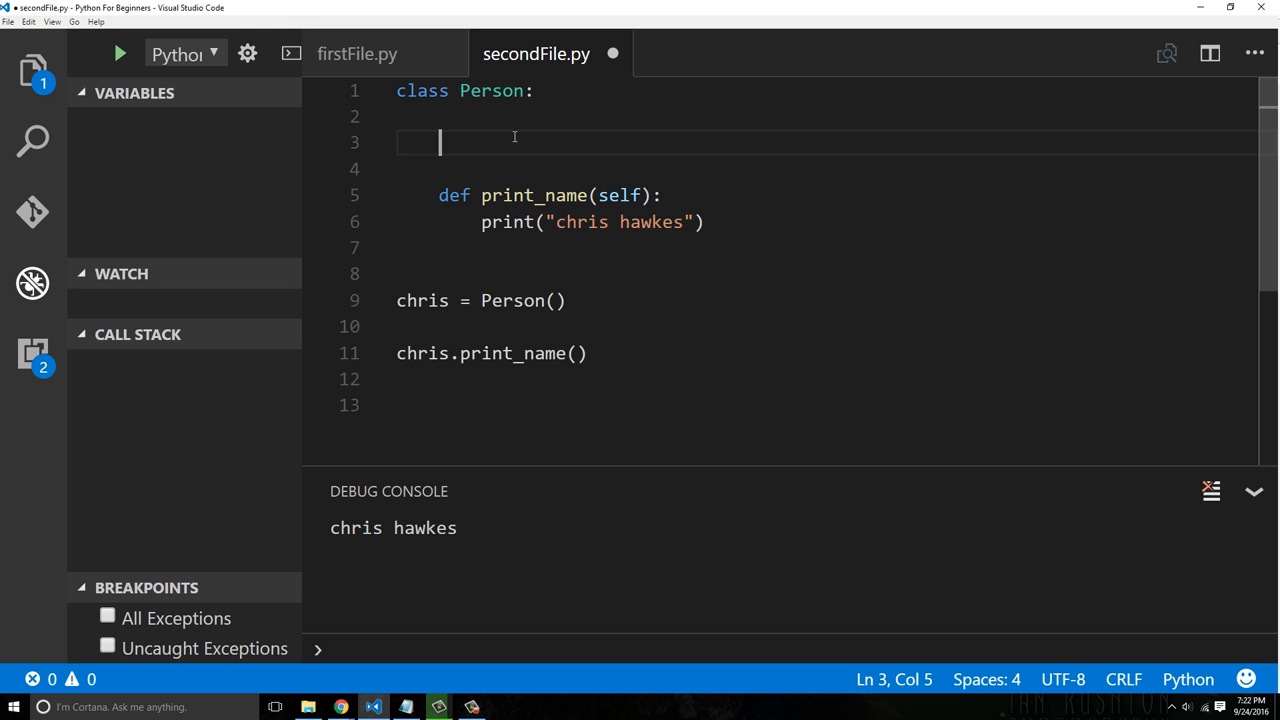 secondFile.py - Python For Beginners - Visual Studio Code
File Edit View Go Help
Python
firstFile.py
secondFile.py
1
VARIABLES
WATCH
CALL STACK
2
BREAKPOINTS
All Exceptions
Uncaught Exceptions
1 class Person:
2
3
4
5 def print_name(self):
6 print("chris hawkes")
7
8
9 chris = Person()
10
11 chris.print_name()
12
13
DEBUG CONSOLE
chris hawkes
0 0
Ln 3, Col 5 Spaces: 4 UTF-8 CRLF Python
I'm Cortana. Ask me anything.
7:22 PM
9/24/2016